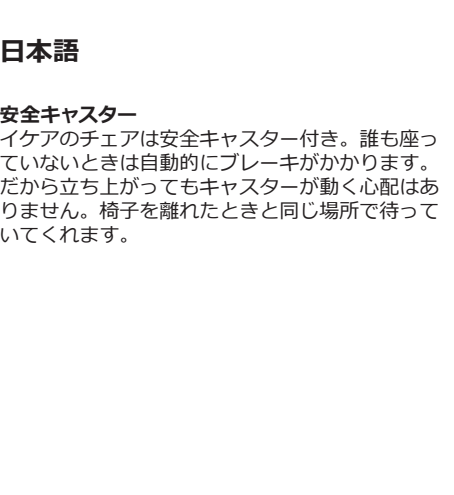 日本語
安全キャスター
イケアのチェアは安全キャスター付き。誰も座っ
ていないときは自動的にブレーキがかかります。
だから立ち上がってもキャスターが動く心配はあ
りません。椅子を離れたときと同じ場所で待って
いてくれます。